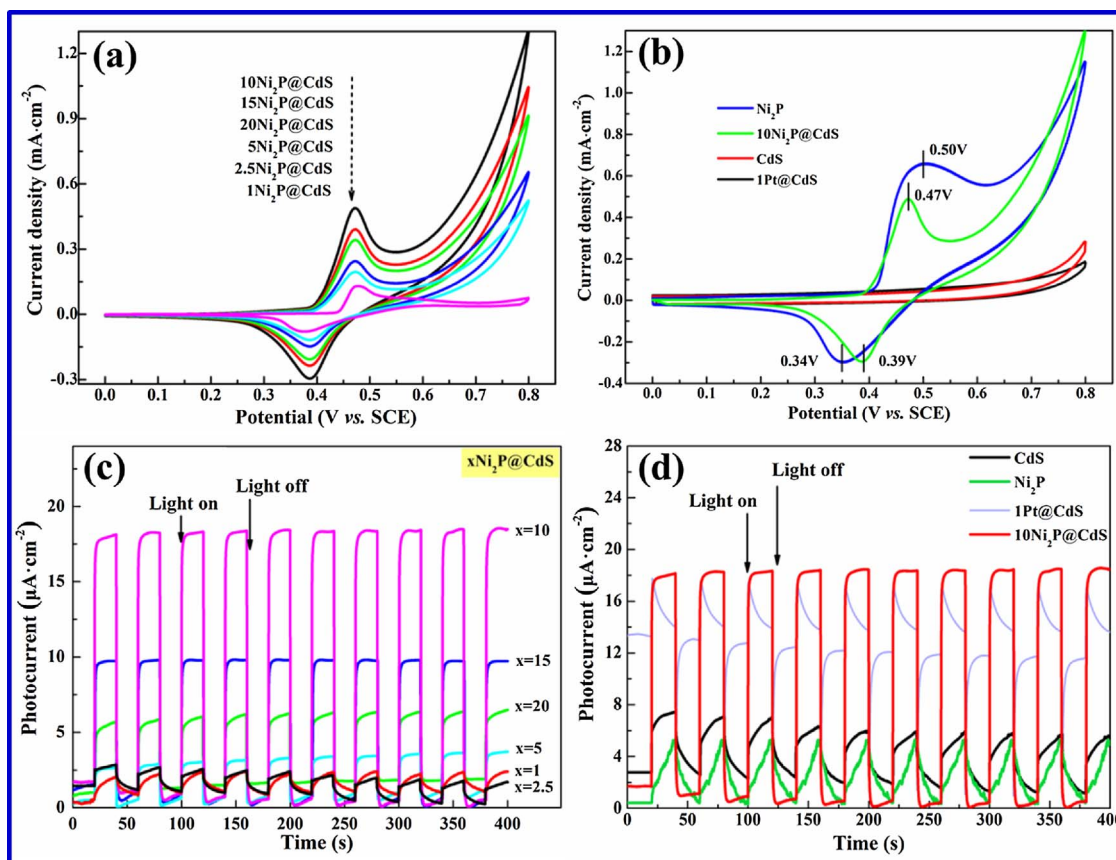 (a)
10Ni₂P@CdS
15Ni₂P@CdS
20Ni₂P@CdS
5Ni₂P@CdS
2.5Ni₂P@CdS
1Ni₂P@CdS
1.2
0.9
0.6
0.3
0.0
-0.3
Current density (mA·cm⁻²)
0.0 0.1 0.2 0.3 0.4 0.5 0.6 0.7 0.8
Potential (V vs. SCE)
(b)
Ni₂P
10Ni₂P@CdS
CdS
1Pt@CdS
0.50V
0.47V
0.34V
0.39V
1.2
1.0
0.8
0.6
0.4
0.2
0.0
-0.2
-0.4
Current density (mA·cm⁻²)
0.0 0.1 0.2 0.3 0.4 0.5 0.6 0.7 0.8
Potential (V vs. SCE)
(c)
xNi₂P@CdS
Light on
Light off
x=10
x=15
x=20
x=5
x=1
x=2.5
20
15
10
5
0
Photocurrent (μA·cm⁻²)
0 50 100 150 200 250 300 350 400
Time (s)
(d)
CdS
Ni₂P
1Pt@CdS
10Ni₂P@CdS
Light on
Light off
28
24
20
16
12
8
4
0
Photocurrent (μA·cm⁻²)
0 50 100 150 200 250 300 350 400
Time (s)